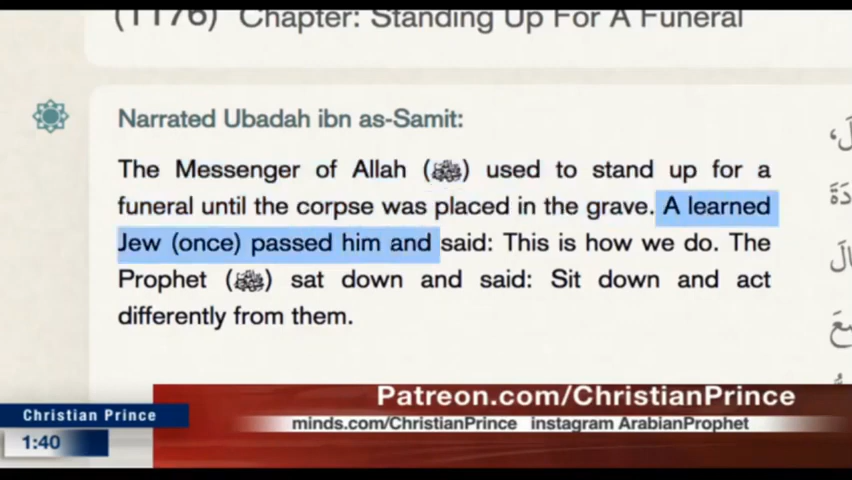 (1176) Chapter: Standing Up For A Funeral
Narrated Ubadah ibn as-Samit:
The Messenger of Allah (ﷺ) used to stand up for a
funeral until the corpse was placed in the grave. A learned
Jew (once) passed him and said: This is how we do. The
Prophet (ﷺ) sat down and said: Sit down and act
differently from them.
Patreon.com/ChristianPrince
Christian Prince
minds.com/ChristianPrince instagram ArabianProphet
1:40